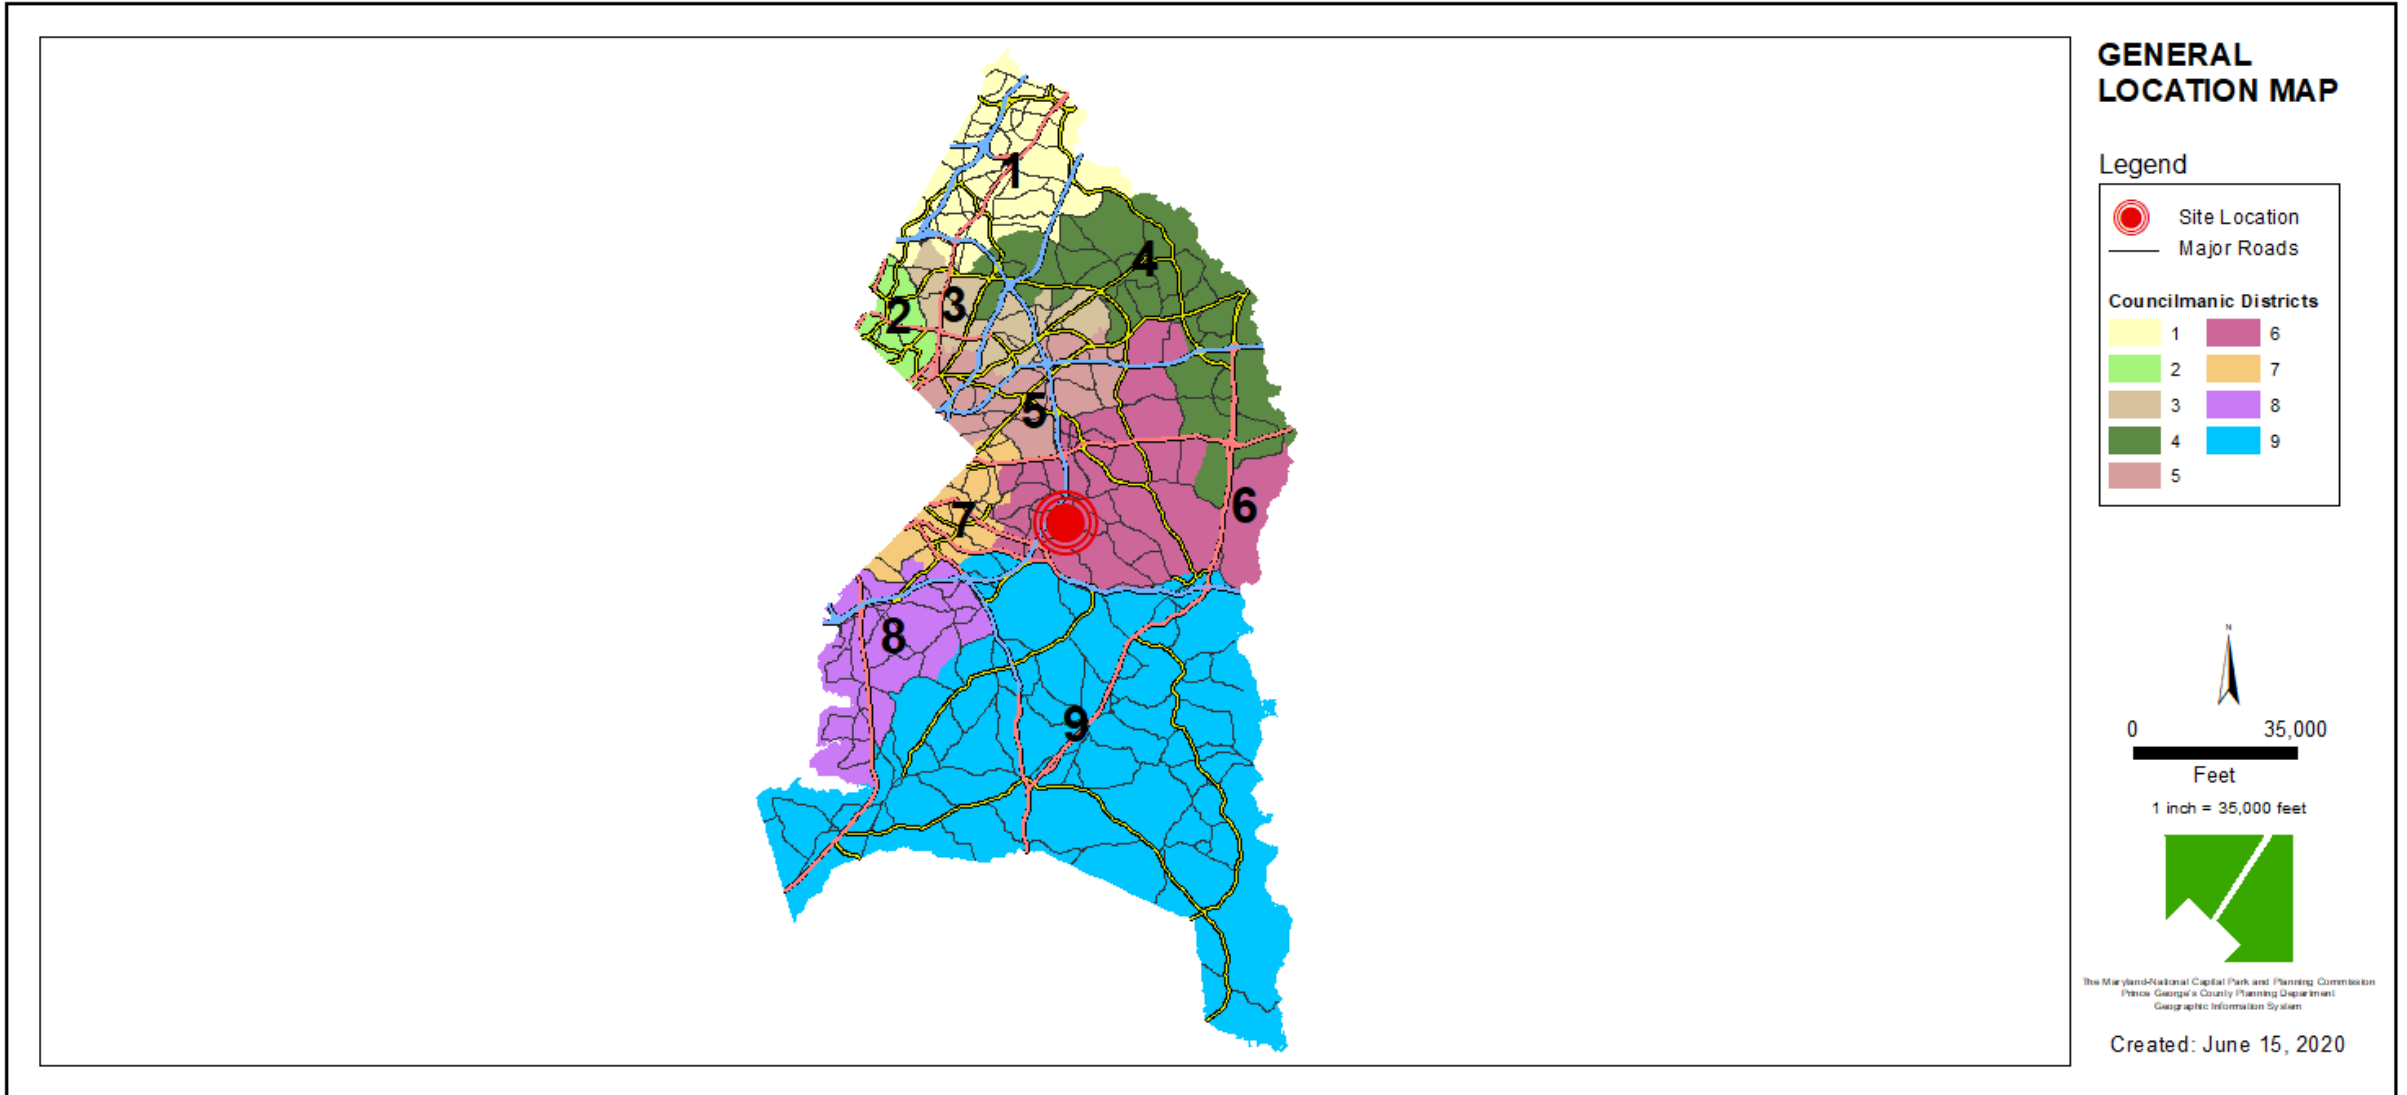 GENERAL
LOCATION MAP
Legend
Site Location
Major Roads
Councilmanic Districts
1 6
2 7
3 8
4 9
5
1
4
3
2
5
6
7
8
9
N
0 35,000
Feet
1 inch = 35,000 feet
The Maryland-National Capital Park and Planning Commission
Prince George's County Planning Department
Geographic Information System
Created: June 15, 2020